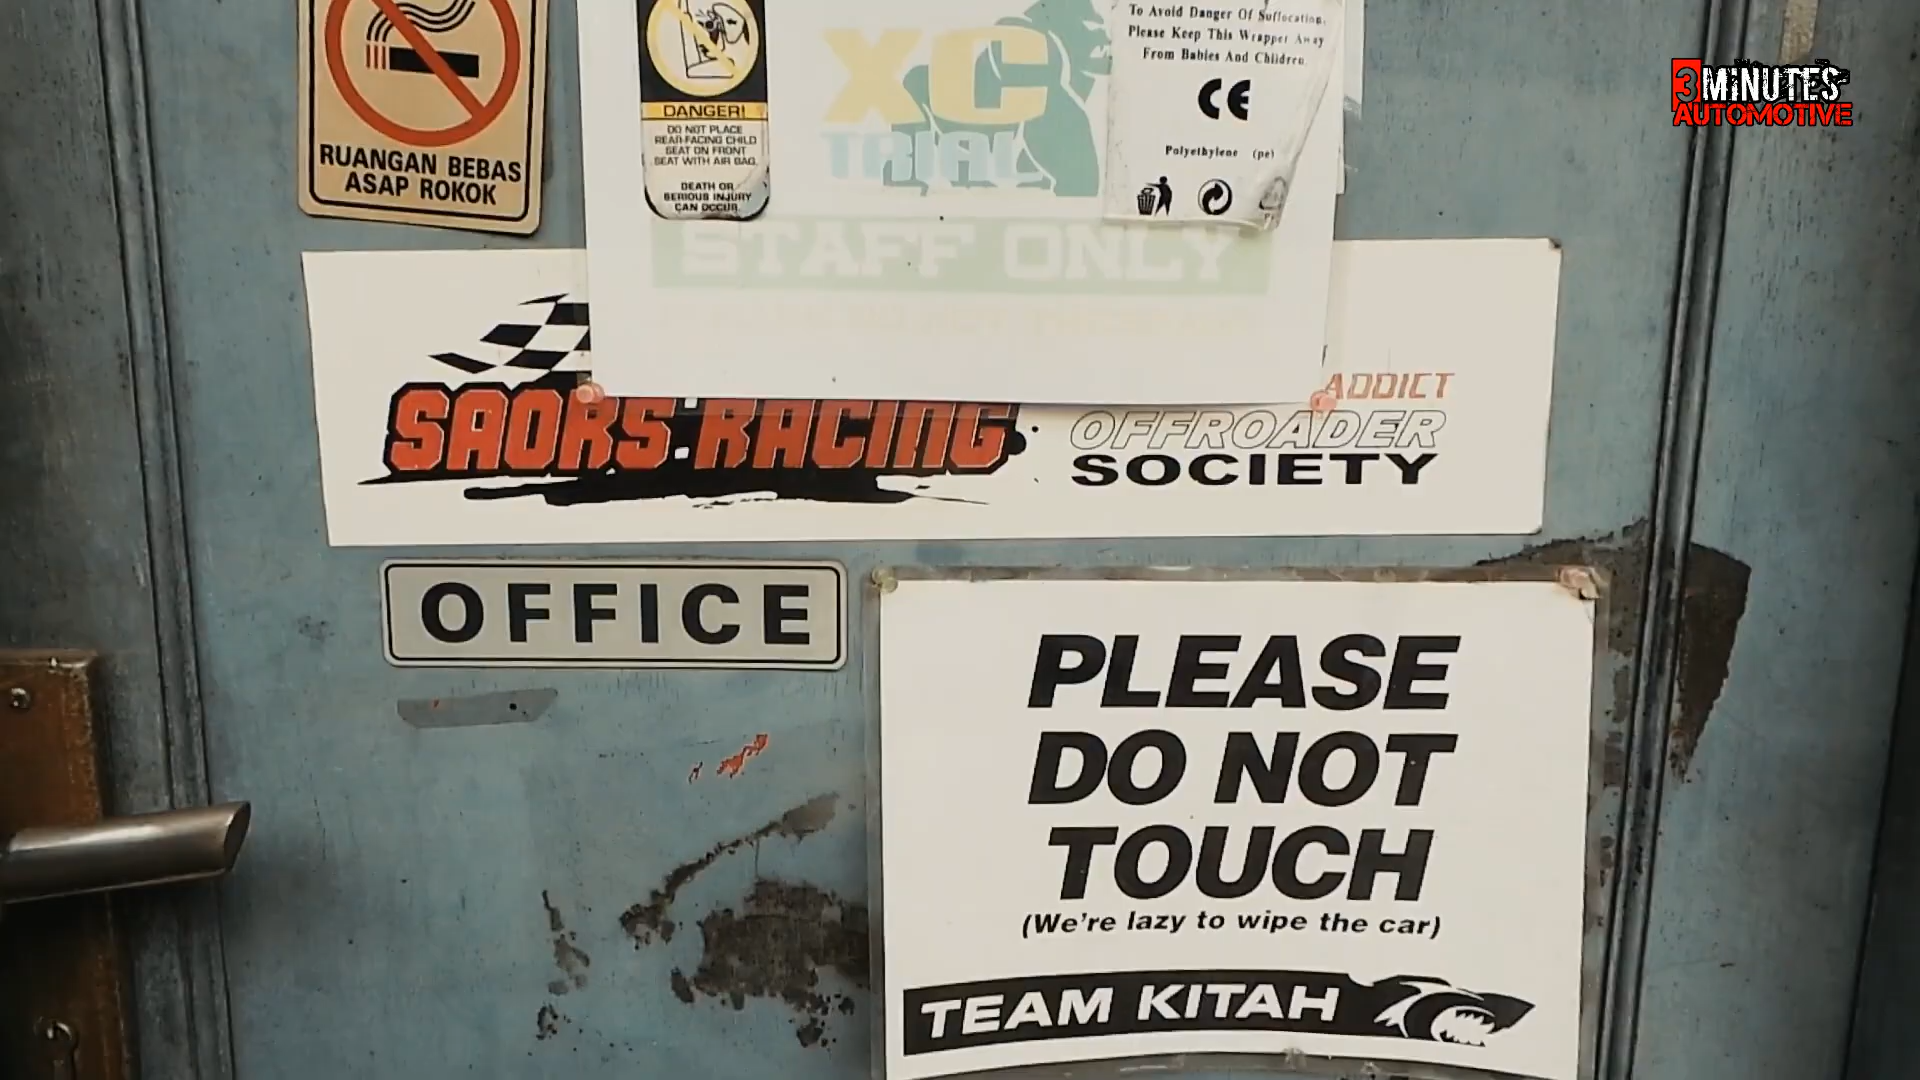 RUANGAN BEBAS
ASAP ROKOK
DANGER!
DO NOT PLACE
REAR-FACING CHILD
SEAT ON FRONT
SEAT WITH AIR BAG.
DEATH OR
SERIOUS INJURY
CAN OCCUR.
XC
TRIAL
STAFF ONLY
To Avoid Danger Of Suffocation,
Please Keep This Wrapper Away
From Babies And Children.
CE
Polyethylene (pe)
3MINUTES
AUTOMOTIVE
SAORS RACING
ADDICT
OFFROADER
SOCIETY
OFFICE
PLEASE
DO NOT
TOUCH
(We're lazy to wipe the car)
TEAM KITAH